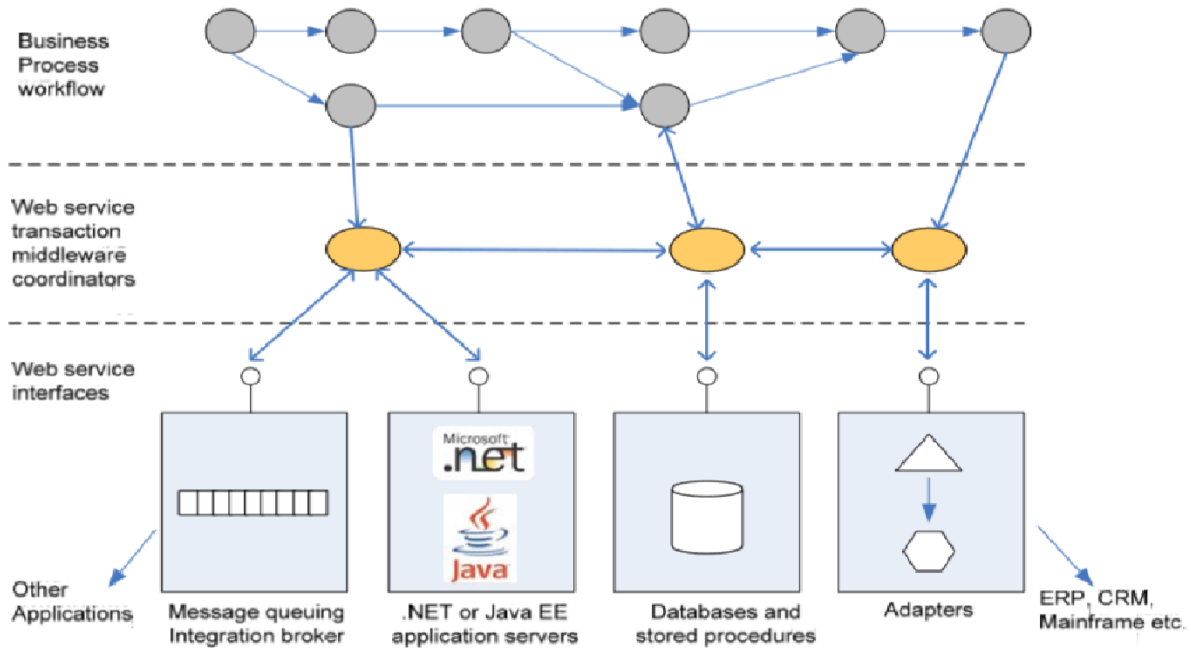 Business
Process
workflow
Web service
transaction
middleware
coordinators
Web service
interfaces
Microsoft
.net
Java
Other
Applications
Message queuing
Integration broker
.NET or Java EE
application servers
Databases and
stored procedures
Adapters
ERP, CRM,
Mainframe etc.